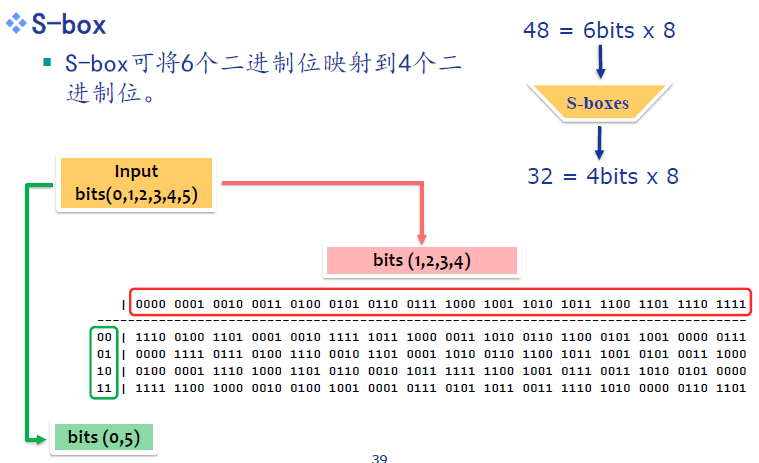 S-box
S-box可将6个二进制位映射到4个二
进制位。
48 = 6bits x 8
S-boxes
32 = 4bits x 8
Input
bits(0,1,2,3,4,5)
bits (1,2,3,4)
| 0000 0001 0010 0011 0100 0101 0110 0111 1000 1001 1010 1011 1100 1101 1110 1111
00 | 1110 0100 1101 0001 0010 1111 1011 1000 0011 1010 0110 1100 0101 1001 0000 0111
01 | 0000 1111 0111 0100 1110 0010 1101 0001 1010 0110 1100 1011 1001 0101 0011 1000
10 | 0100 0001 1110 1000 1101 0110 0010 1011 1111 1100 1001 0111 0011 1010 0101 0000
11 | 1111 1100 1000 0010 0100 1001 0001 0111 0101 1011 0011 1110 1010 0000 0110 1101
bits (0,5)
39